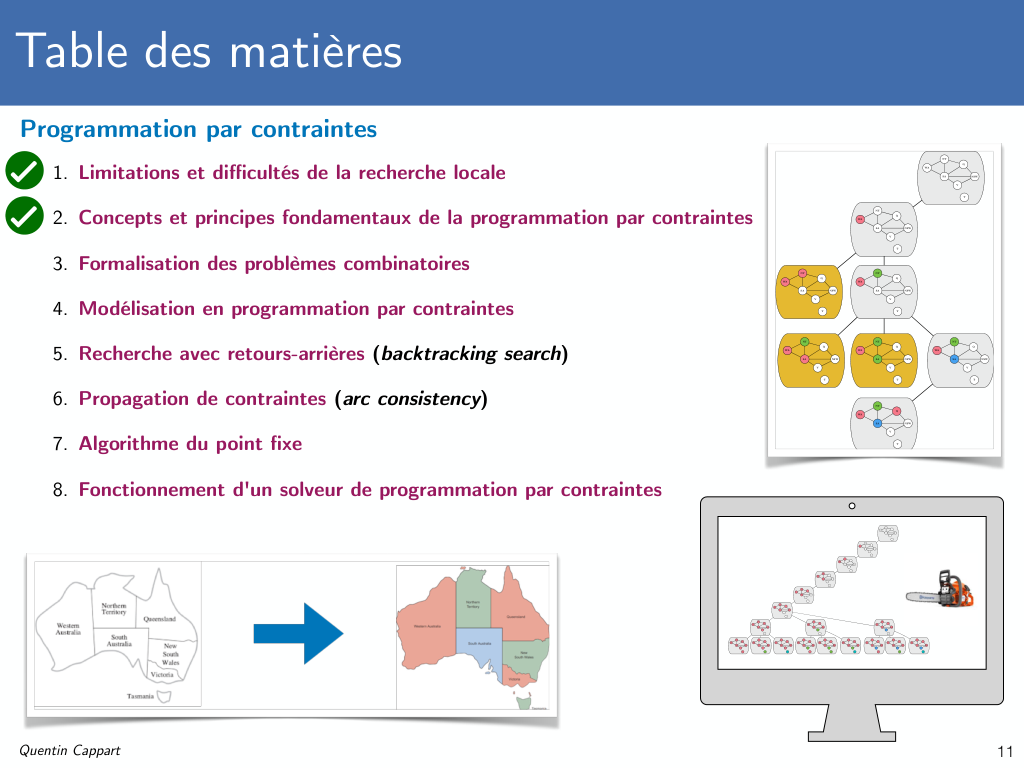 Table des matières
Programmation par contraintes
1. Limitations et difficultés de la recherche locale
2. Concepts et principes fondamentaux de la programmation par contraintes
3. Formalisation des problèmes combinatoires
4. Modélisation en programmation par contraintes
5. Recherche avec retours-arrières (backtracking search)
6. Propagation de contraintes (arc consistency)
7. Algorithme du point fixe
8. Fonctionnement d'un solveur de programmation par contraintes
Northern
Territory
Western
Australia
Queensland
South
Australia
New
South
Wales
Victoria
Tasmania
Northern
Territory
Western Australia
Queensland
South Australia
New South Wales
Victoria
Tasmania
Quentin Cappart
11